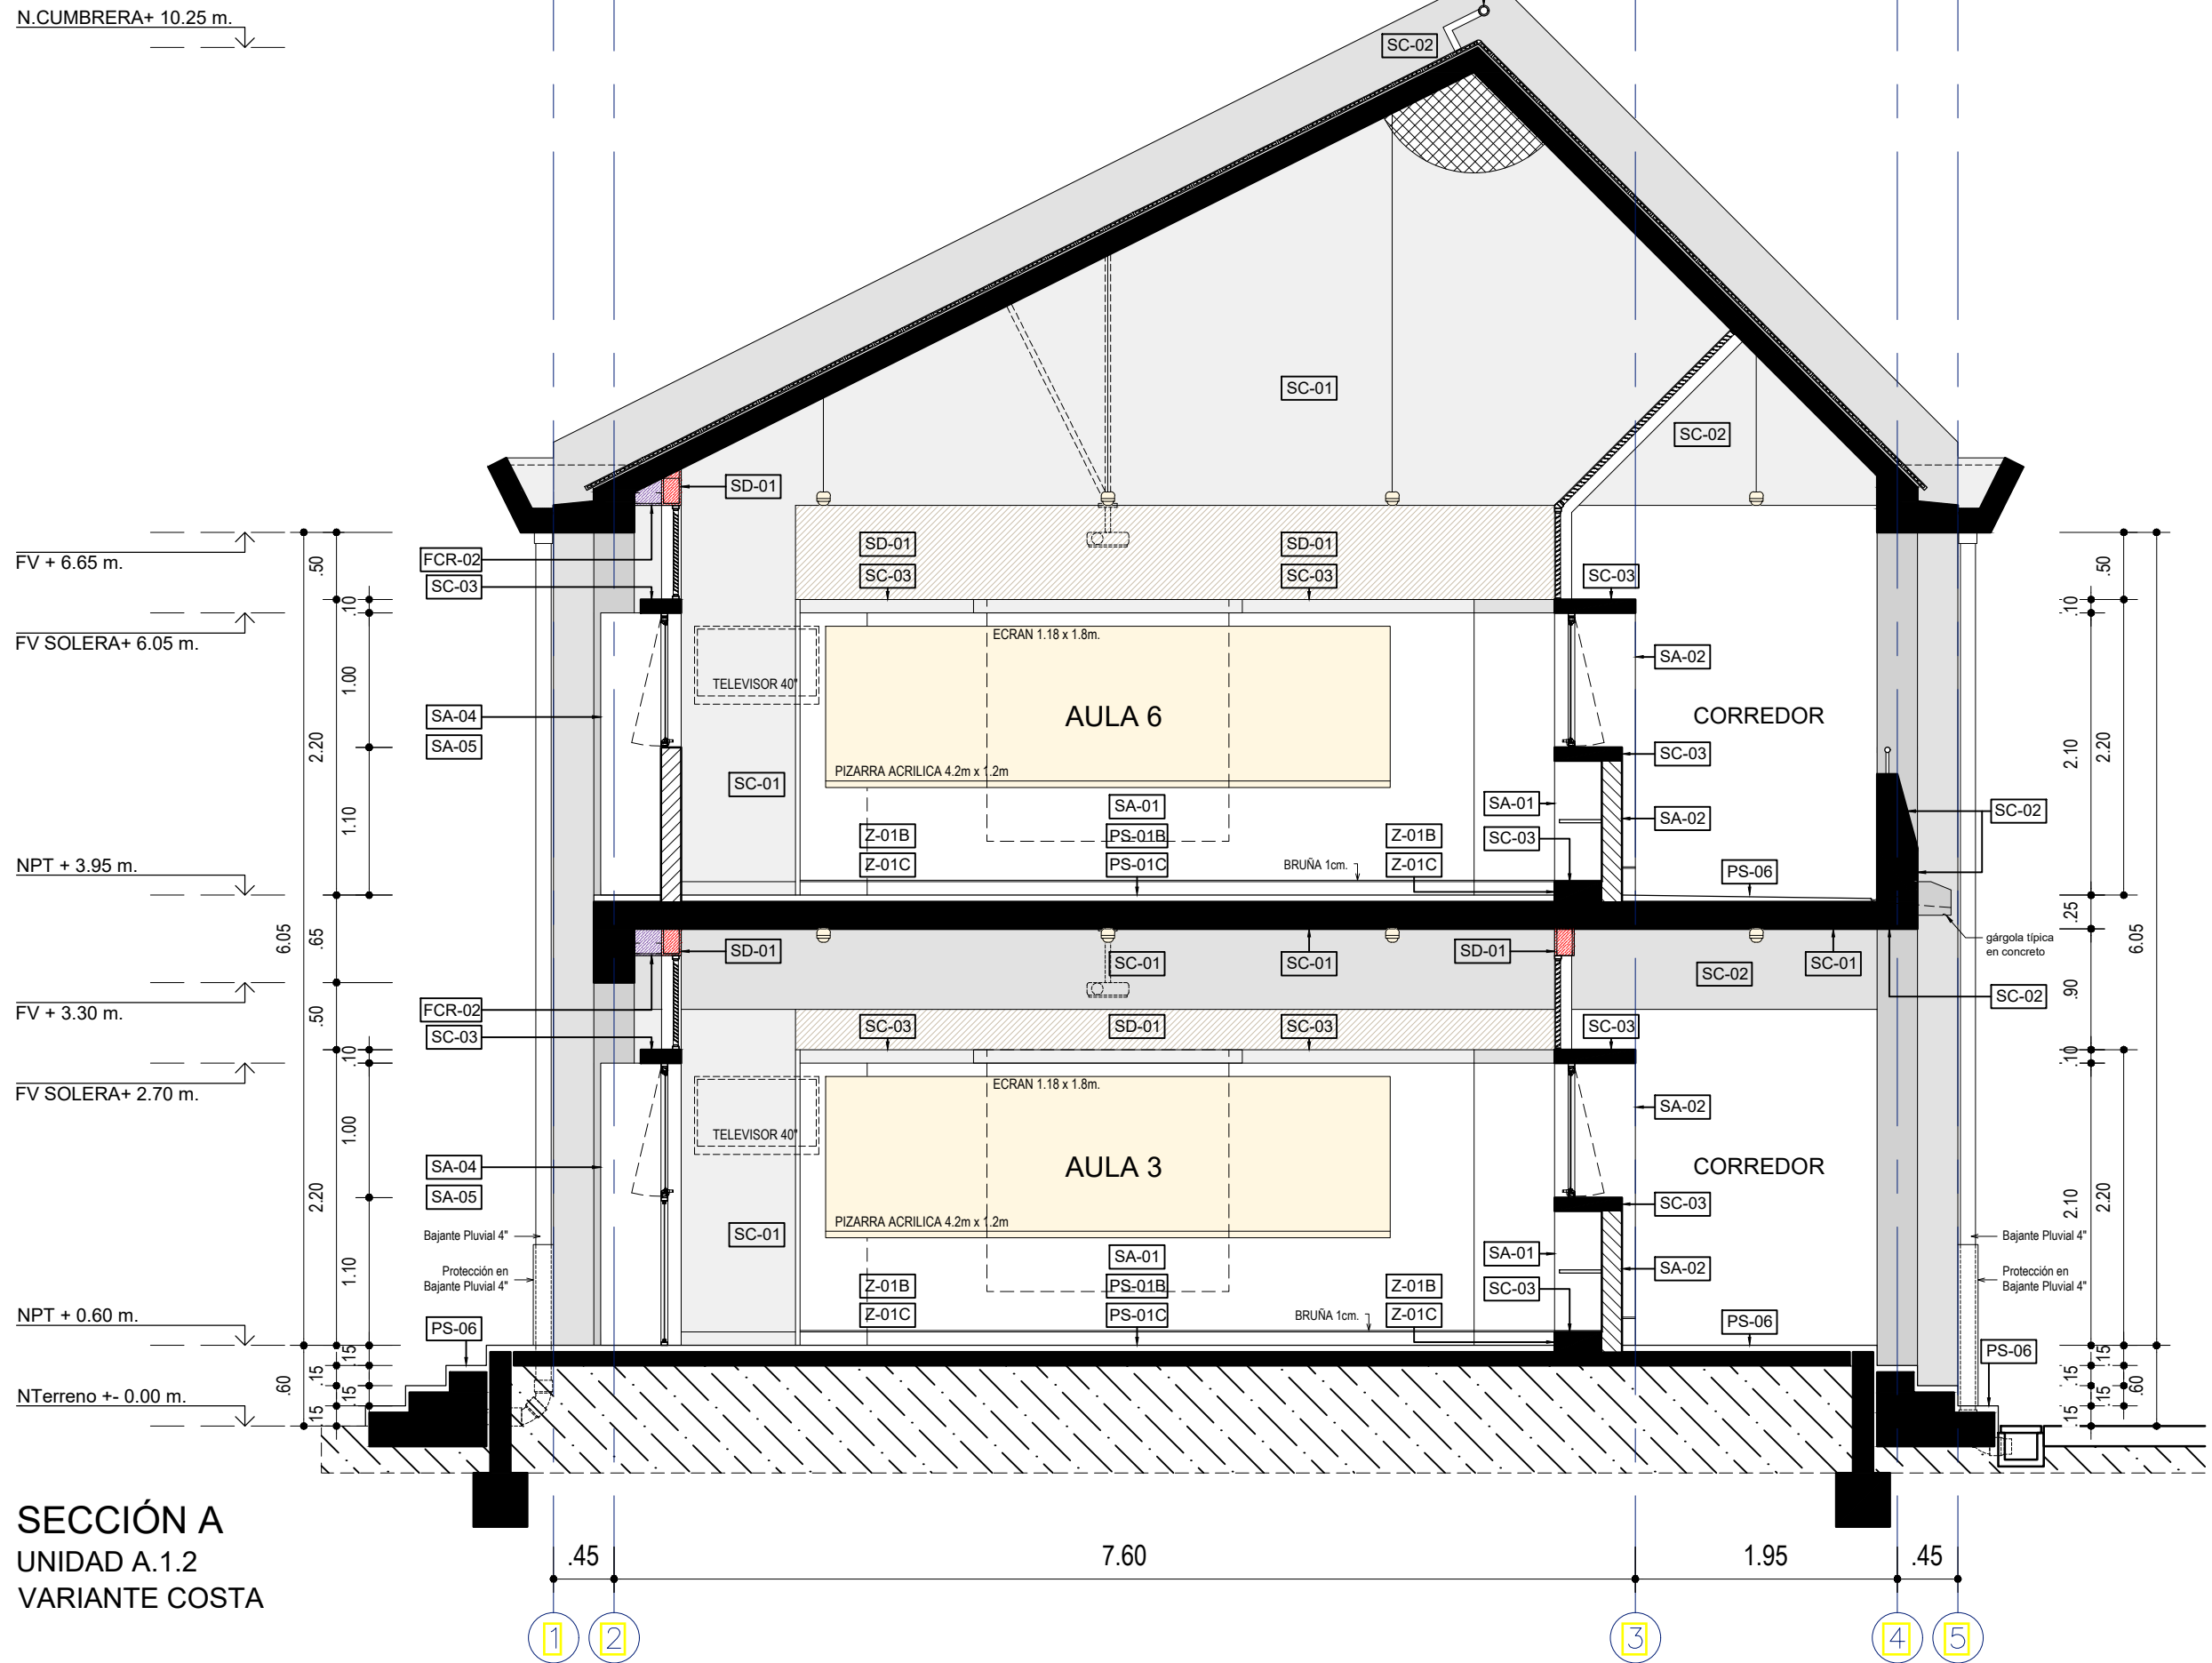 N.CUMBRERA+ 10.25 m.
SC-02
SC-01
SC-02
SD-01
FV + 6.65 m.
FCR-02
SC-03
SD-01
SC-03
SD-01
SC-03
SC-03
.50
.10
.50
.10
FV SOLERA+ 6.05 m.
ECRAN 1.18 x 1.8m.
TELEVISOR 40"
SA-02
1.00
2.20
SA-04
SA-05
AULA 6
CORREDOR
SC-03
2.10
2.20
PIZARRA ACRILICA 4.2m x 1.2m
SC-01
SA-01
SA-01
SA-02
SC-02
1.10
Z-01B
Z-01C
PS-01B
PS-01C
BRUÑA 1cm.
Z-01B
Z-01C
SC-03
PS-06
NPT + 3.95 m.
6.05
.65
.25
6.05
gárgola típica
en concreto
SD-01
SC-01
SC-01
SD-01
SC-02
SC-01
SC-02
FV + 3.30 m.
FCR-02
SC-03
.50
.10
.90
.10
SC-03
SD-01
SC-03
SC-03
FV SOLERA+ 2.70 m.
ECRAN 1.18 x 1.8m.
TELEVISOR 40"
SA-02
1.00
2.20
SA-04
SA-05
AULA 3
CORREDOR
SC-03
2.10
2.20
PIZARRA ACRILICA 4.2m x 1.2m
SC-01
Bajante Pluvial 4"
Protección en
Bajante Pluvial 4"
SA-01
SA-01
SA-02
Bajante Pluvial 4"
Protección en
Bajante Pluvial 4"
1.10
Z-01B
Z-01C
PS-01B
PS-01C
BRUÑA 1cm.
Z-01B
Z-01C
SC-03
PS-06
NPT + 0.60 m.
PS-06
PS-06
.60
.15
.15
.15
.15
.15
.15
.15
.15
.60
NTerreno +- 0.00 m.
SECCIÓN A
UNIDAD A.1.2
VARIANTE COSTA
.45
7.60
1.95
.45
1
2
3
4
5